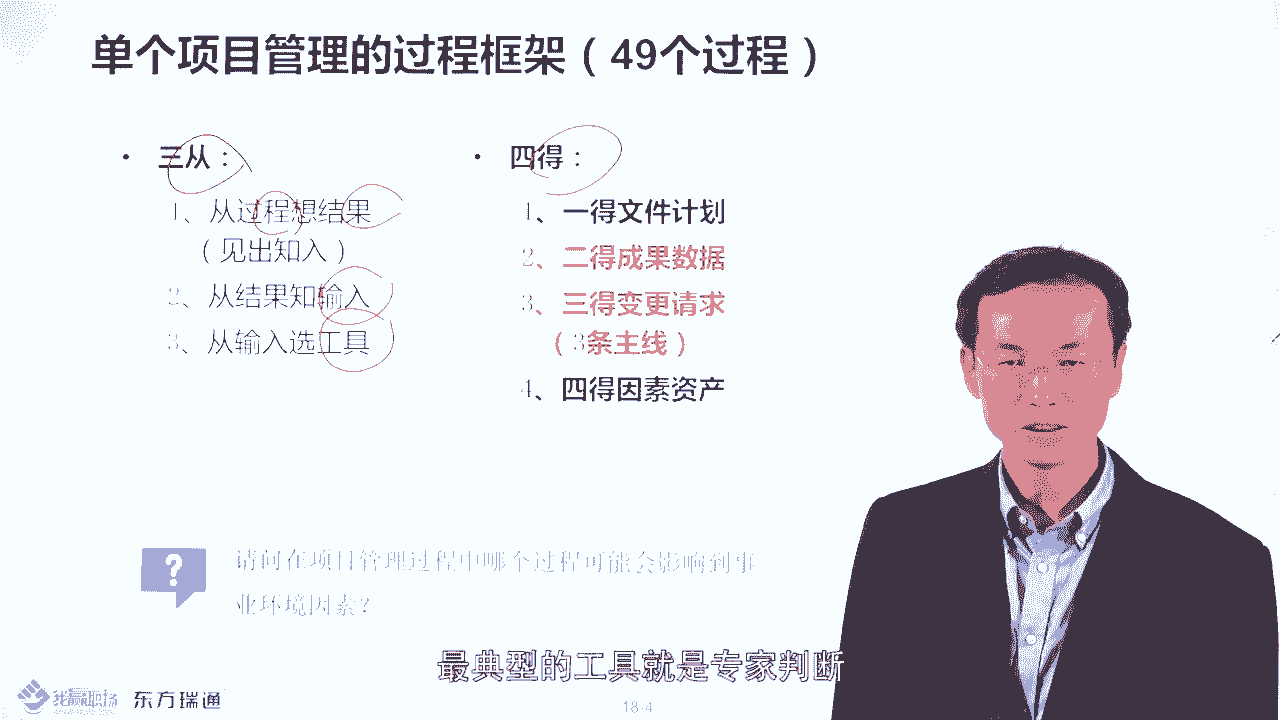 单个项目管理的过程框架（49个过程）
• 三从：
1、从过程想结果
（见出知入）
2、从结果知输入
3、从输入选工具
• 四得：
1、一得文件计划
2、二得成果数据
3、三得变更请求
（3条主线）
4、四得因素资产
?
请问在项目管理过程中哪个过程可能会影响到事
业环境因素？
最典型的工具就是专家判断
我赢职场 东方瑞通
18-4